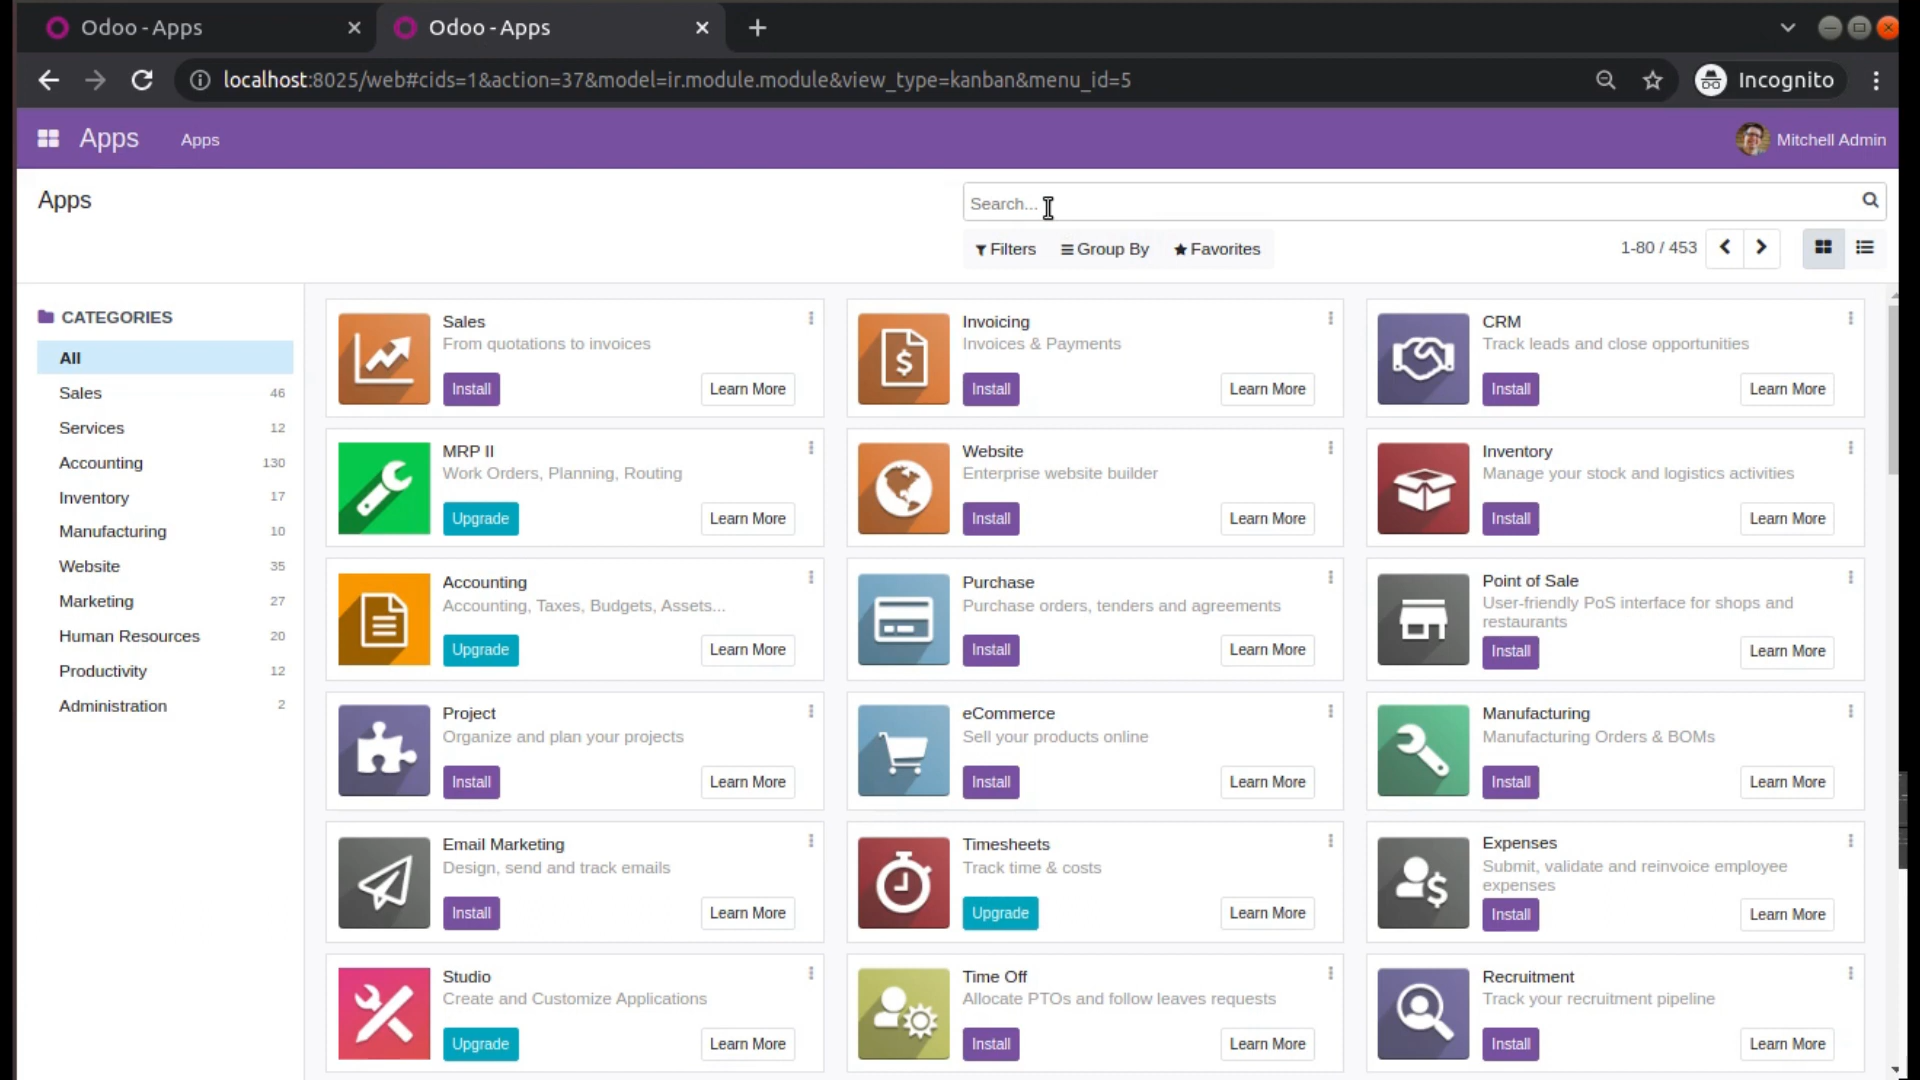 Odoo - Apps
Odoo - Apps
localhost:8025/web#cids=1&action=37&model=ir.module.module&view_type=kanban&menu_id=5
Incognito
Apps
Apps
Mitchell Admin
Apps
Search...
Filters
Group By
Favorites
1-80 / 453
CATEGORIES
All
Sales 46
Services 12
Accounting 130
Inventory 17
Manufacturing 10
Website 35
Marketing 27
Human Resources 20
Productivity 12
Administration 2
Sales
From quotations to invoices
Install
Learn More
Invoicing
Invoices & Payments
Install
Learn More
CRM
Track leads and close opportunities
Install
Learn More
MRP II
Work Orders, Planning, Routing
Upgrade
Learn More
Website
Enterprise website builder
Install
Learn More
Inventory
Manage your stock and logistics activities
Install
Learn More
Accounting
Accounting, Taxes, Budgets, Assets...
Upgrade
Learn More
Purchase
Purchase orders, tenders and agreements
Install
Learn More
Point of Sale
User-friendly PoS interface for shops and
restaurants
Install
Learn More
Project
Organize and plan your projects
Install
Learn More
eCommerce
Sell your products online
Install
Learn More
Manufacturing
Manufacturing Orders & BOMs
Install
Learn More
Email Marketing
Design, send and track emails
Install
Learn More
Timesheets
Track time & costs
Upgrade
Learn More
Expenses
Submit, validate and reinvoice employee
expenses
Install
Learn More
Studio
Create and Customize Applications
Upgrade
Learn More
Time Off
Allocate PTOs and follow leaves requests
Install
Learn More
Recruitment
Track your recruitment pipeline
Install
Learn More